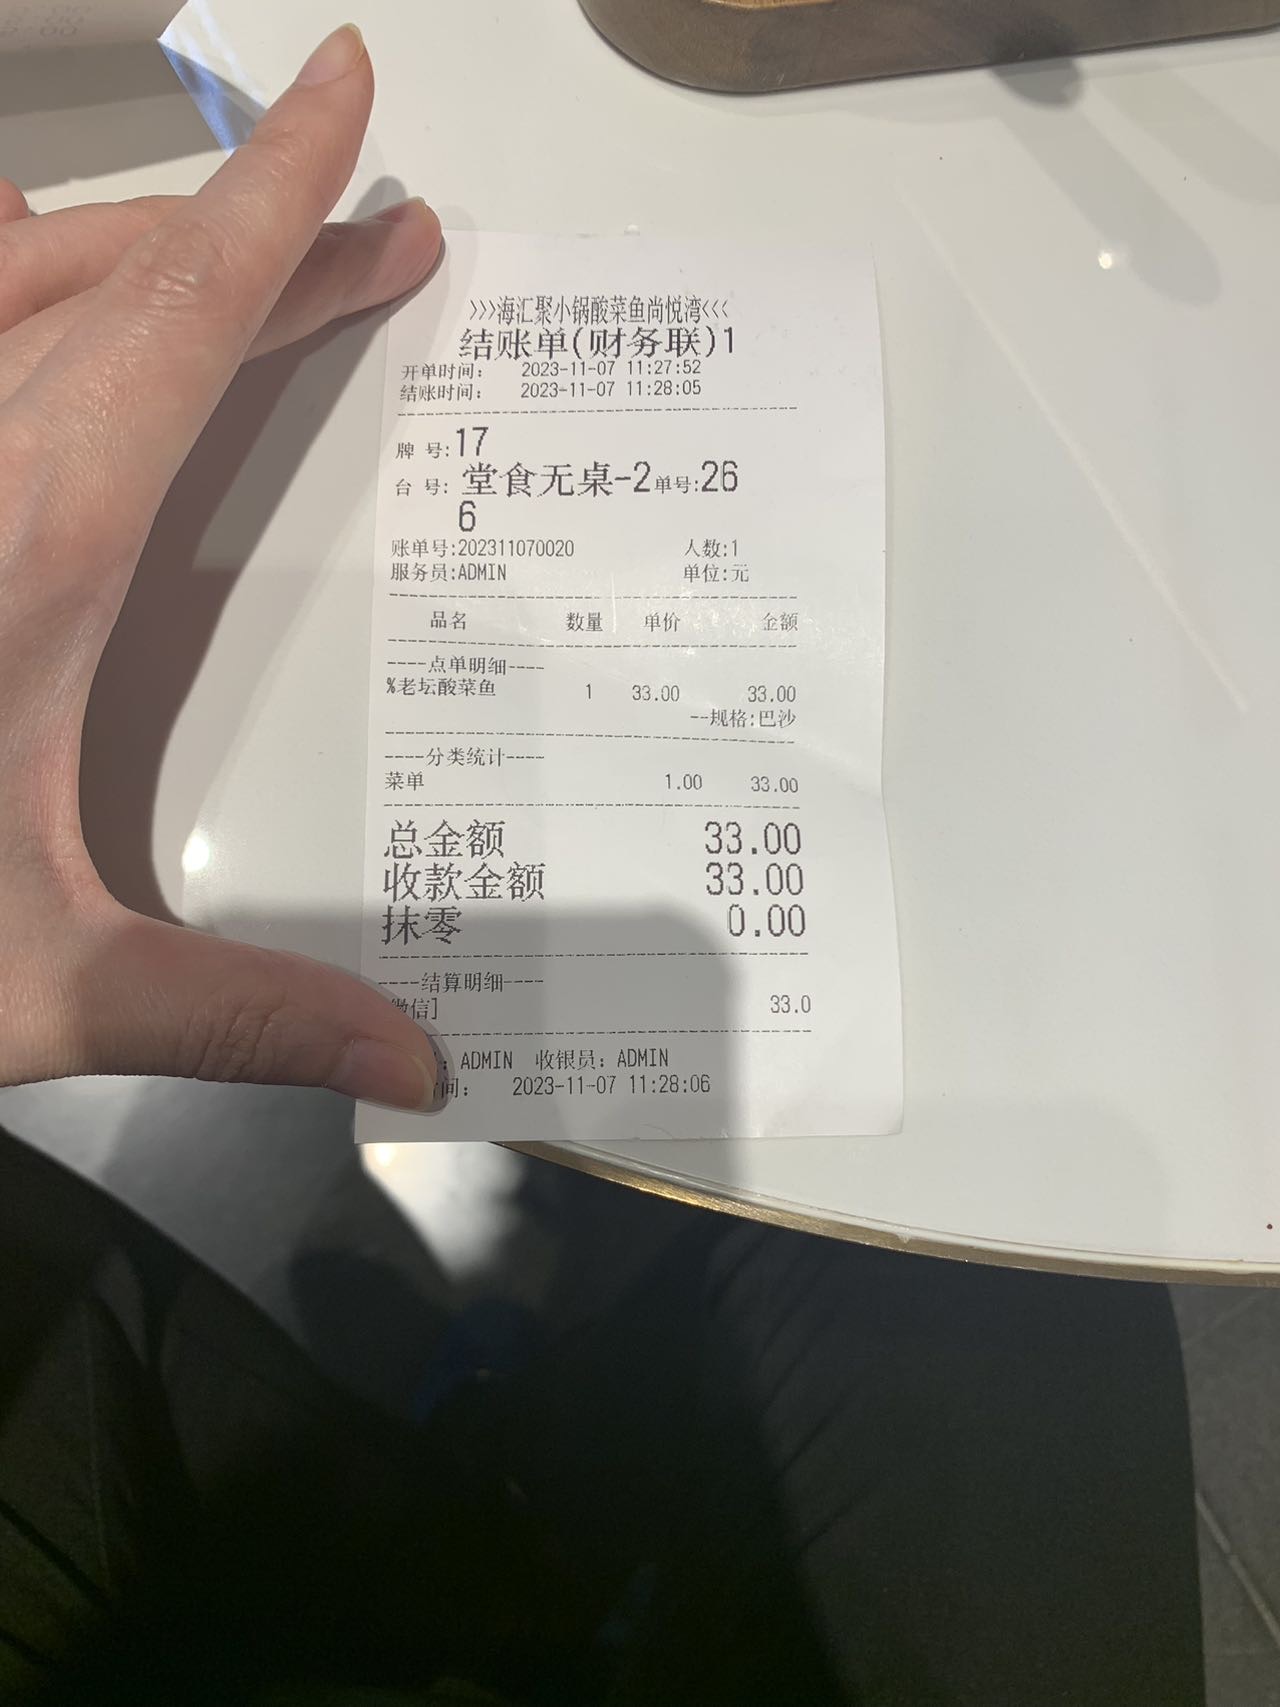 >>>海汇聚小锅酸菜鱼尚悦湾<<<
结账单(财务联)1
开单时间： 2023-11-07 11:27:52
结账时间： 2023-11-07 11:28:05
牌 号:17
台 号: 堂食无桌-2单号:26
6
账单号:202311070020 人数:1
服务员:ADMIN 单位:元
品名 数量 单价 金额
----点单明细----
%老坛酸菜鱼 1 33.00 33.00
--规格:巴沙
----分类统计----
菜单 1.00 33.00
总金额 33.00
收款金额 33.00
抹零 0.00
----结算明细----
微信] 33.0
: ADMIN 收银员: ADMIN
间: 2023-11-07 11:28:06